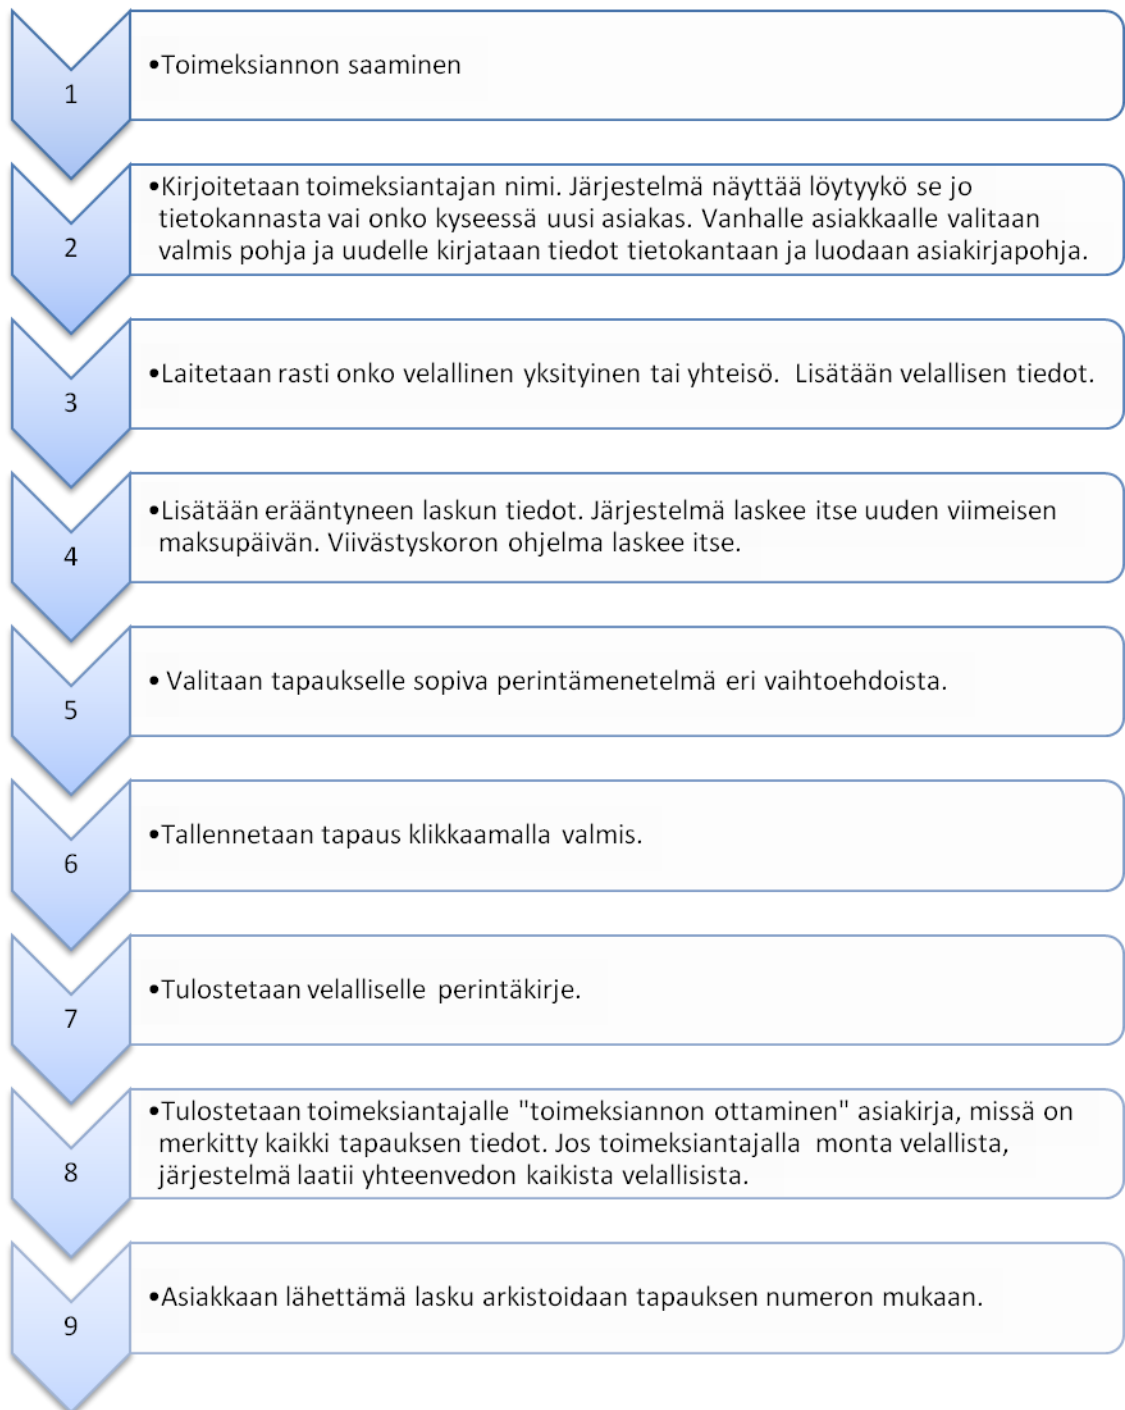 1
•Toimeksiannon saaminen
2
•Kirjoitetaan toimeksiantajan nimi. Järjestelmä näyttää löytyykö se jo
tietokannasta vai onko kyseessä uusi asiakas. Vanhalle asiakkaalle valitaan
valmis pohja ja uudelle kirjataan tiedot tietokantaan ja luodaan asiakirjapohja.
3
•Laitetaan rasti onko velallinen yksityinen tai yhteisö.  Lisätään velallisen tiedot.
4
•Lisätään erääntyneen laskun tiedot. Järjestelmä laskee itse uuden viimeisen
maksupäivän. Viivästyskoron ohjelma laskee itse.
5
• Valitaan tapaukselle sopiva perintämenetelmä eri vaihtoehdoista.
6
•Tallennetaan tapaus klikkaamalla valmis.
7
•Tulostetaan velalliselle  perintäkirje.
8
•Tulostetaan toimeksiantajalle "toimeksiannon ottaminen" asiakirja, missä on
merkitty kaikki tapauksen tiedot. Jos toimeksiantajalla  monta velallista,
järjestelmä laatii yhteenvedon kaikista velallisista.
9
•Asiakkaan lähettämä lasku arkistoidaan tapauksen numeron mukaan.